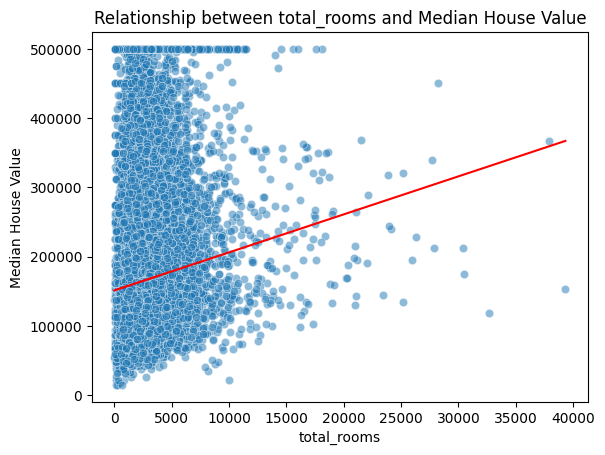 Relationship between total_rooms and Median House Value
Median House Value
500000
400000
300000
200000
100000
0
0 5000 10000 15000 20000 25000 30000 35000 40000
total_rooms